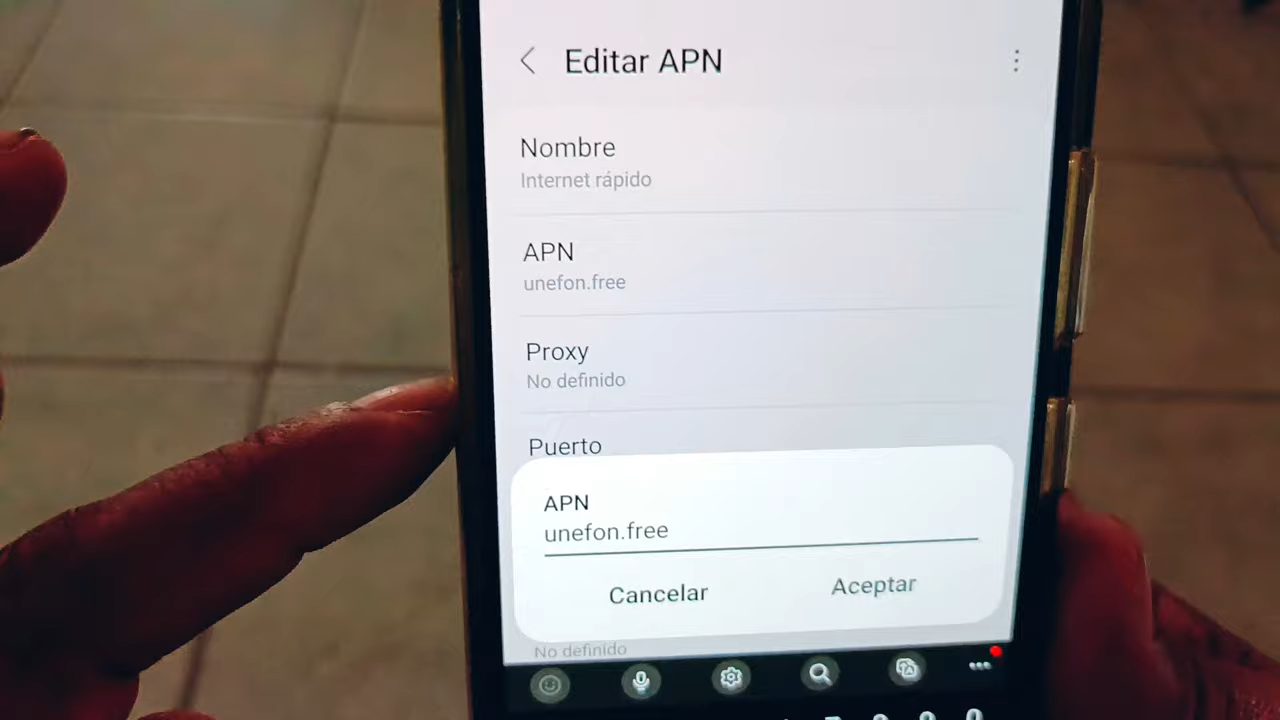 Editar APN
Nombre
Internet rápido
APN
unefon.free
Proxy
No definido
Puerto
APN
unefon.free
Cancelar
Aceptar
No definido